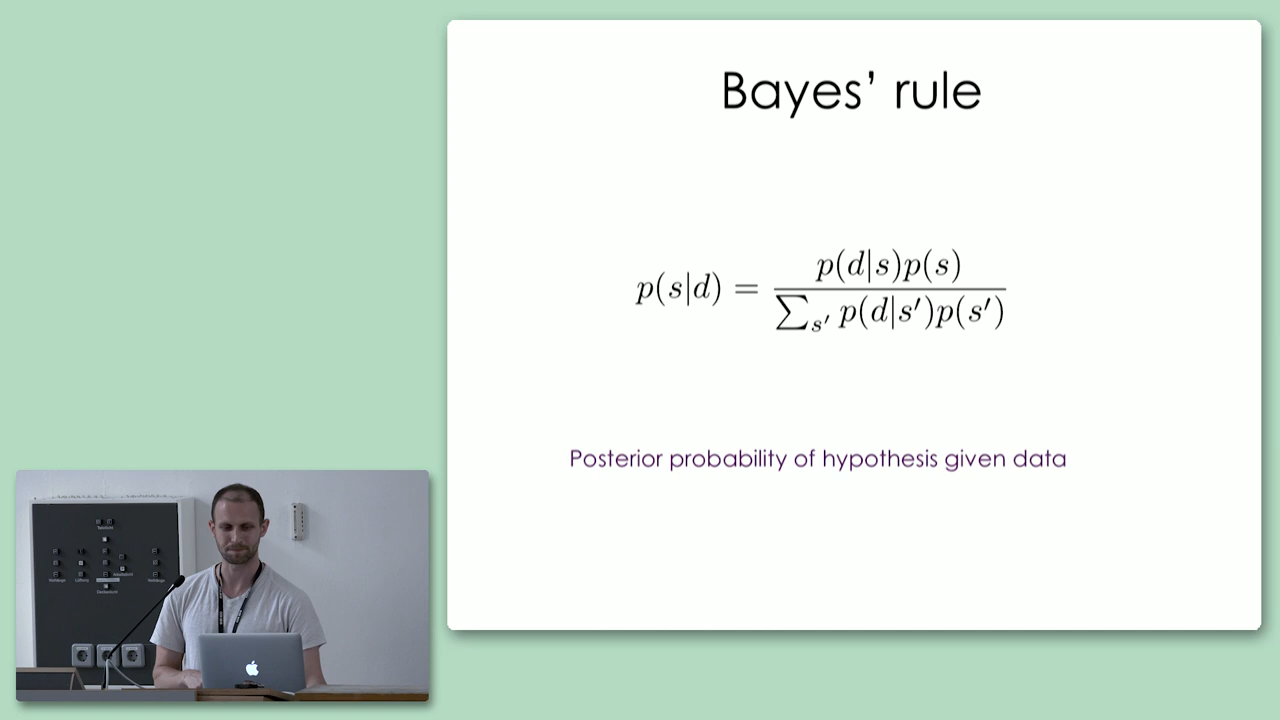 Bayes’ rule
p(s|d) = p(d|s)p(s) / ∑s′ p(d|s′)p(s′)
Posterior probability of hypothesis given data